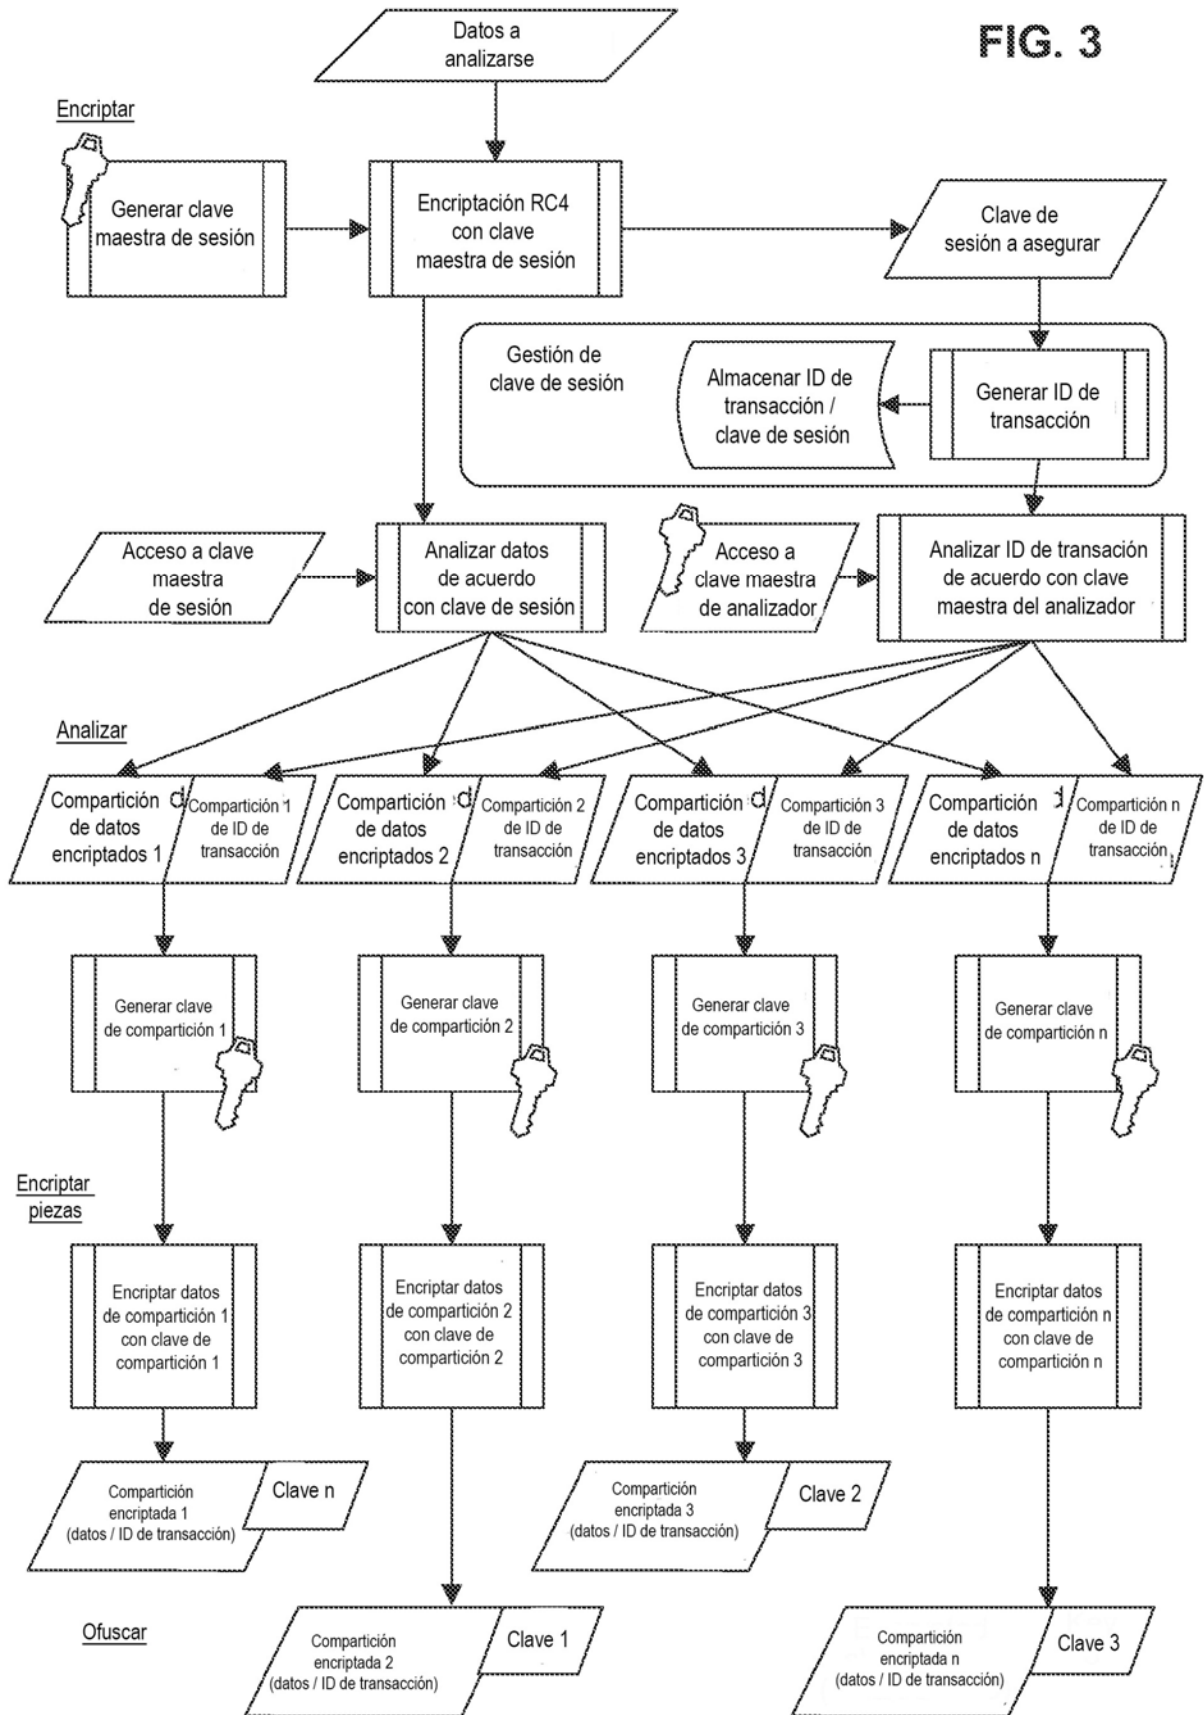 Datos a
analizarse
FIG. 3
Encriptar
Generar clave
maestra de sesión
Encriptación RC4
con clave
maestra de sesión
Clave de
sesión a asegurar
Gestión de
clave de sesión
Almacenar ID de
transacción /
clave de sesión
Generar ID de
transacción
Acceso a clave
maestra
de sesión
Analizar datos
de acuerdo
con clave de sesión
Acceso a
clave maestra
de analizador
Analizar ID de transación
de acuerdo con clave
maestra del analizador
Analizar
Compartición d
de datos
encriptados 1
Compartición 1
de ID de
transacción
Compartición d
de datos
encriptados 2
Compartición 2
de ID de
transacción
Compartición d
de datos
encriptados 3
Compartición 3
de ID de
transacción
Compartición
de datos
encriptados n
Compartición n
de ID de
transacción
Generar clave
de compartición 1
Generar clave
de compartición 2
Generar clave
de compartición 3
Generar clave
de compartición n
Encriptar
piezas
Encriptar datos
de compartición 1
con clave de
compartición 1
Encriptar datos
de compartición 2
con clave de
compartición 2
Encriptar datos
de compartición 3
con clave de
compartición 3
Encriptar datos
de compartición n
con clave de
compartición n
Compartición
encriptada 1
(datos / ID de transacción)
Clave n
Compartición
encriptada 3
(datos / ID de transacción)
Clave 2
Ofuscar
Compartición
encriptada 2
(datos / ID de transacción)
Clave 1
Compartición
encriptada n
(datos / ID de transacción)
Clave 3